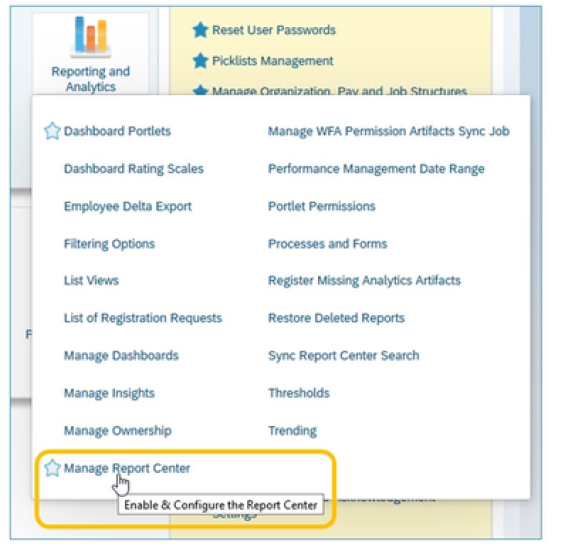 Reset User Passwords
Picklists Management
Reporting and
Analytics
Manage Organization, Pay and Job Structures
Dashboard Portlets
Manage WFA Permission Artifacts Sync Job
Dashboard Rating Scales
Performance Management Date Range
Employee Delta Export
Portlet Permissions
Filtering Options
Processes and Forms
List Views
Register Missing Analytics Artifacts
List of Registration Requests
Restore Deleted Reports
Manage Dashboards
Sync Report Center Search
Manage Insights
Thresholds
Manage Ownership
Trending
Manage Report Center
Enable & Configure the Report Center
Acknowledgement
Settings